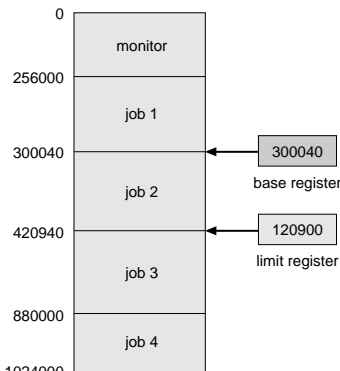 0
monitor
256000
job 1
300040
300040
base register
job 2
420940
120900
limit register
job 3
880000
job 4
1024000